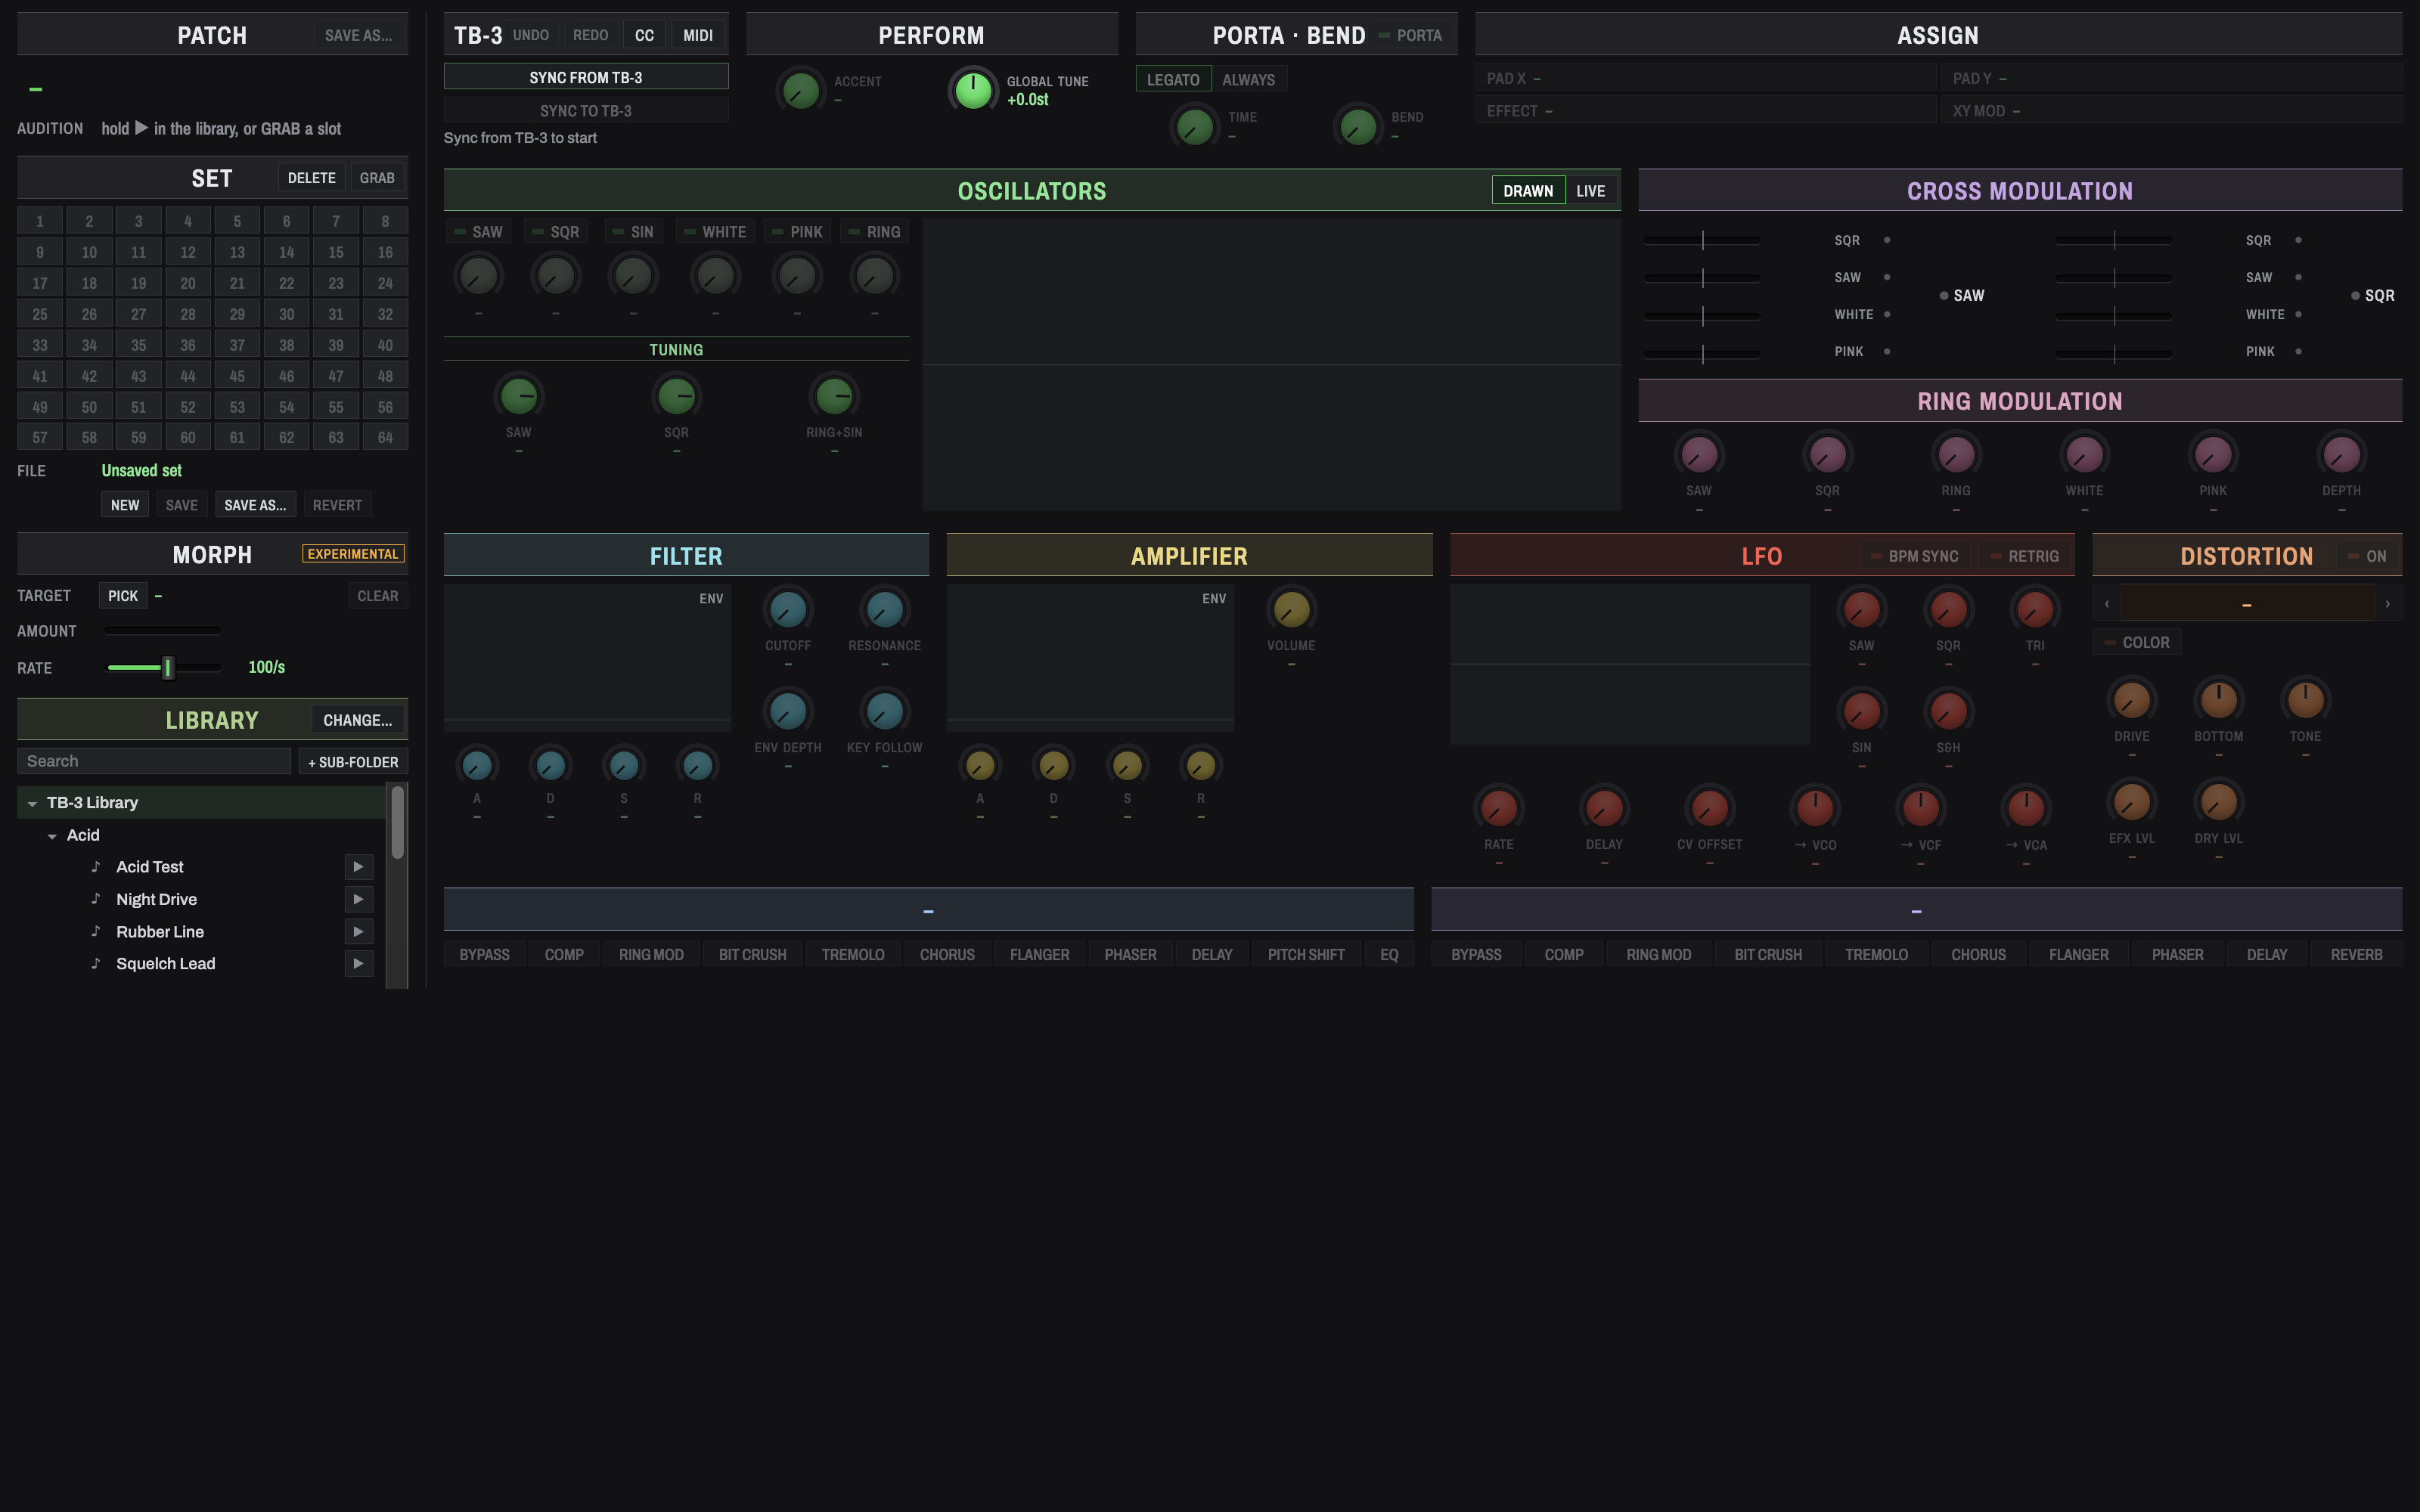 PATCH SAVE AS...
–
AUDITION hold ▶ in the library, or GRAB a slot
SET DELETE GRAB
1 2 3 4 5 6 7 8
9 10 11 12 13 14 15 16
17 18 19 20 21 22 23 24
25 26 27 28 29 30 31 32
33 34 35 36 37 38 39 40
41 42 43 44 45 46 47 48
49 50 51 52 53 54 55 56
57 58 59 60 61 62 63 64
FILE Unsaved set
NEW SAVE SAVE AS... REVERT
MORPH EXPERIMENTAL
TARGET PICK – CLEAR
AMOUNT
RATE 100/s
LIBRARY CHANGE...
Search + SUB-FOLDER
TB-3 Library
Acid
Acid Test
Night Drive
Rubber Line
Squelch Lead
TB-3 UNDO REDO CC MIDI
SYNC FROM TB-3
SYNC TO TB-3
Sync from TB-3 to start
PERFORM
ACCENT –
GLOBAL TUNE +0.0st
PORTA · BEND PORTA
LEGATO ALWAYS
TIME – BEND –
ASSIGN
PAD X – PAD Y –
EFFECT – XY MOD –
OSCILLATORS DRAWN LIVE
SAW SQR SIN WHITE PINK RING
– – – – – –
TUNING
SAW SQR RING+SIN
– – –
CROSS MODULATION
SQR SQR
SAW SAW
SAW SQR
WHITE WHITE
PINK PINK
RING MODULATION
SAW SQR RING WHITE PINK DEPTH
– – – – – –
FILTER
ENV
CUTOFF RESONANCE
– –
ENV DEPTH KEY FOLLOW
– –
A D S R
– – – –
AMPLIFIER
ENV
VOLUME
–
A D S R
– – – –
LFO BPM SYNC RETRIG
SAW SQR TRI
– – –
SIN S&H
– –
RATE DELAY CV OFFSET → VCO → VCF → VCA
– – – – – –
DISTORTION ON
‹ – ›
COLOR
DRIVE BOTTOM TONE
– – –
EFX LVL DRY LVL
– –
–
BYPASS COMP RING MOD BIT CRUSH TREMOLO CHORUS FLANGER PHASER DELAY PITCH SHIFT EQ
–
BYPASS COMP RING MOD BIT CRUSH TREMOLO CHORUS FLANGER PHASER DELAY REVERB